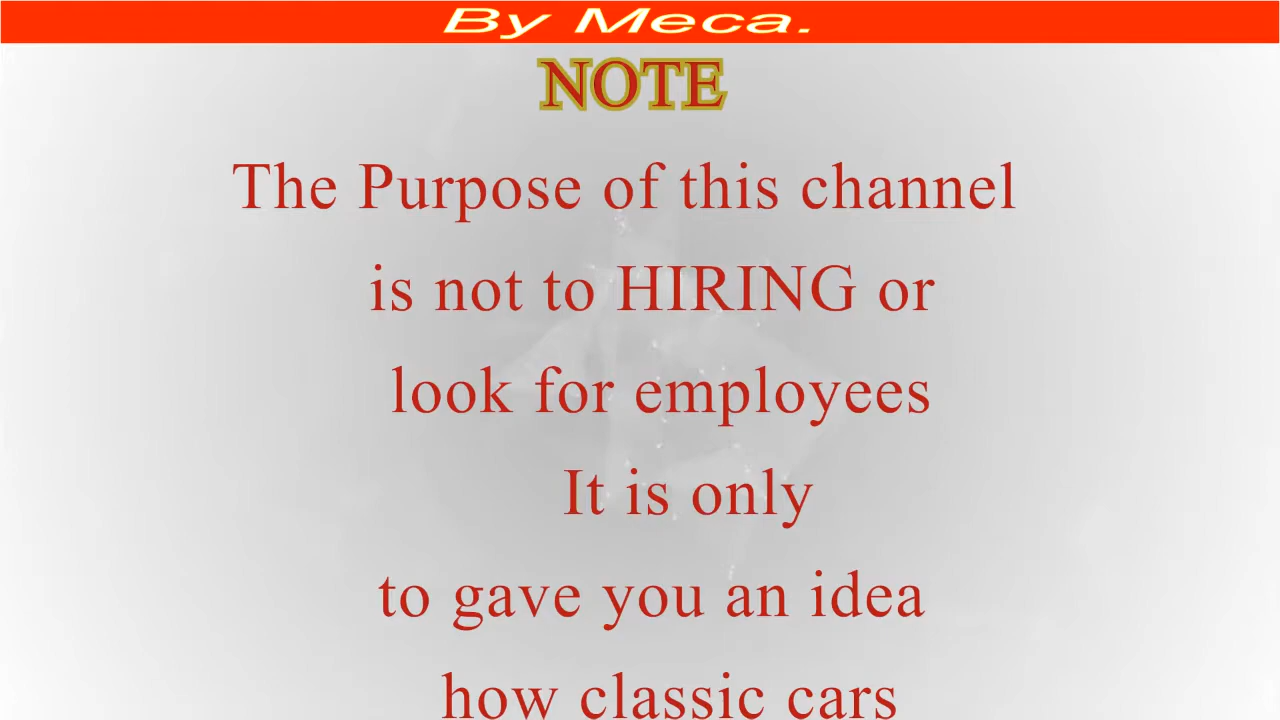 By Meca.
NOTE
The Purpose of this channel
is not to HIRING or
look for employees
It is only
to gave you an idea
how classic cars